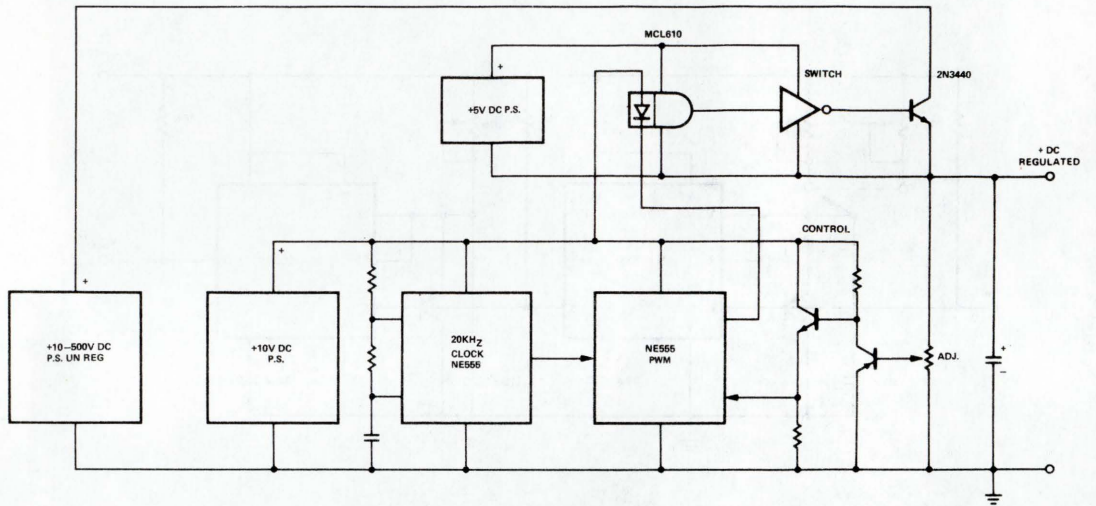 MCL610
SWITCH
2N3440
+
+5V DC P.S.
+ DC
REGULATED
CONTROL
+
+
+10–500V DC
P.S. UN REG
+10V DC
P.S.
20KHZ
CLOCK
NE555
NE555
PWM
ADJ.
+
–